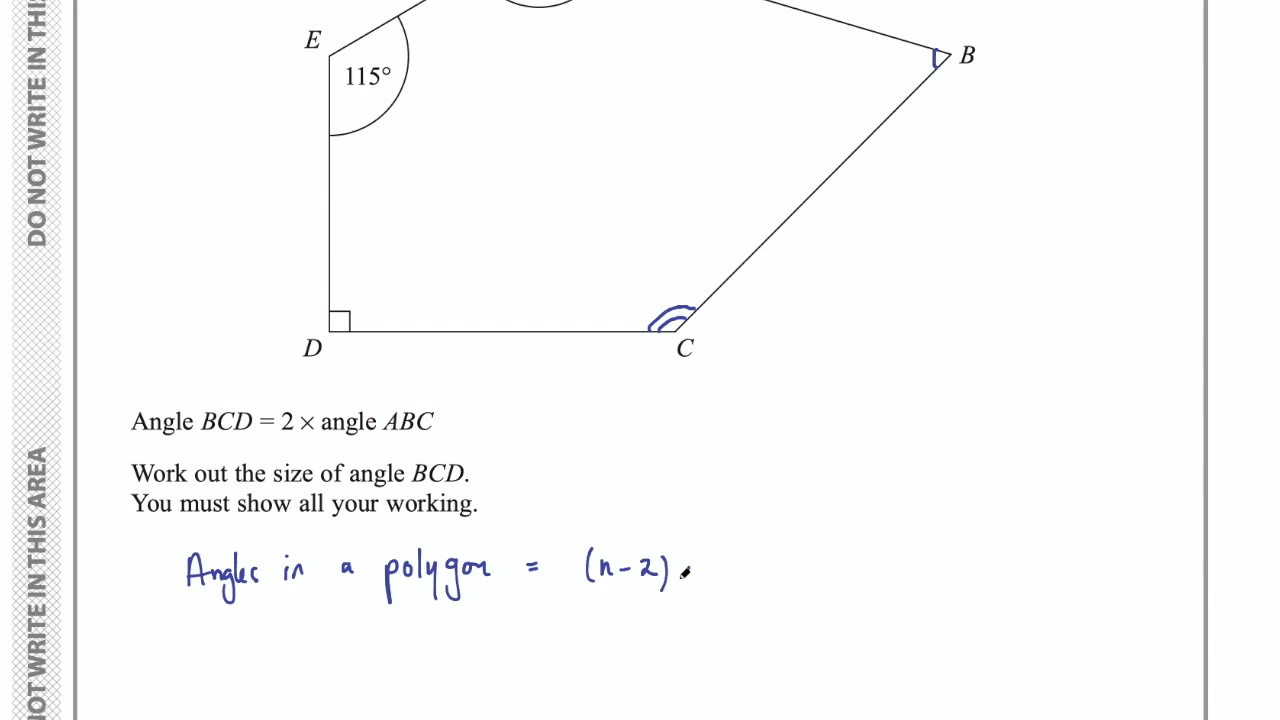 DO NOT WRITE IN THIS
E
B
115°
D
C
Angle BCD = 2 × angle ABC
Work out the size of angle BCD.
You must show all your working.
NOT WRITE IN THIS AREA
Angles in a polygon = (n-2)